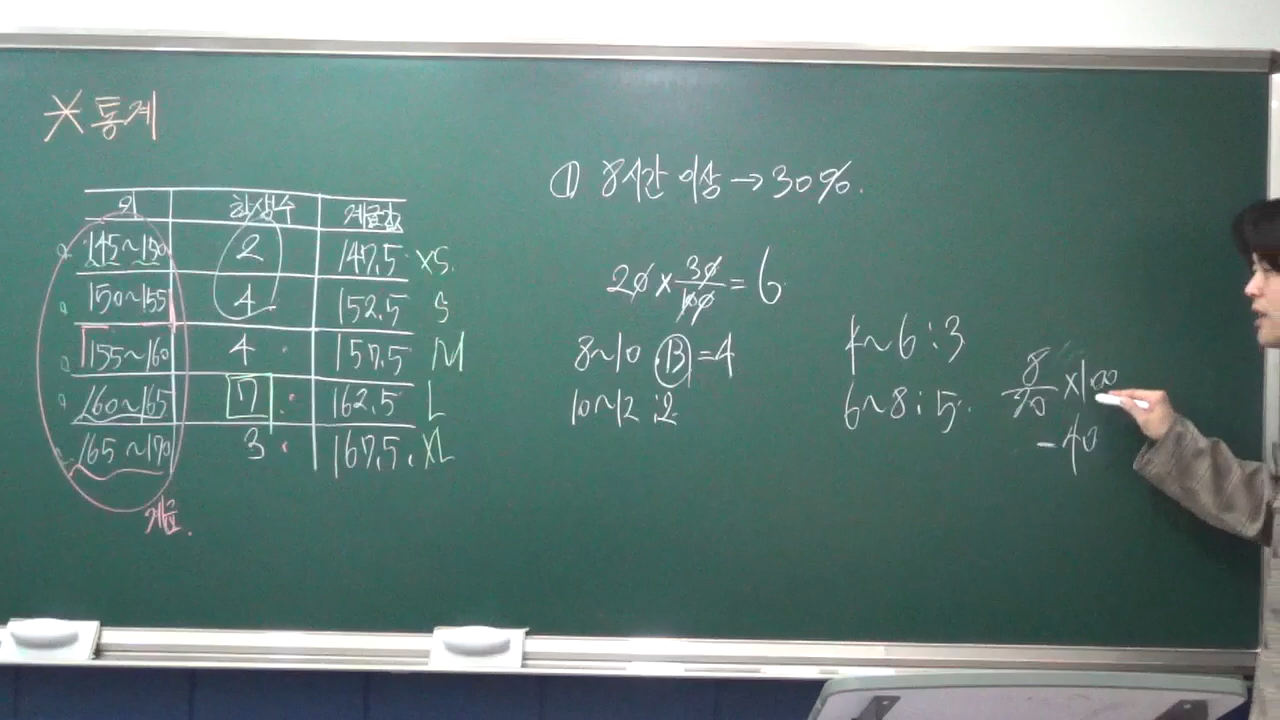 *통계
키 학생수 계급값
145~150 2 147.5 XS
150~155 4 152.5 S
155~160 4 157.5 M
160~165 7 162.5 L
165~170 3 167.5 XL
계급
① 8시간 이상→30%.
20×30/100=6
8~10 B=4
10~12:2
4~6:3
6~8:5
8/20×100
=40